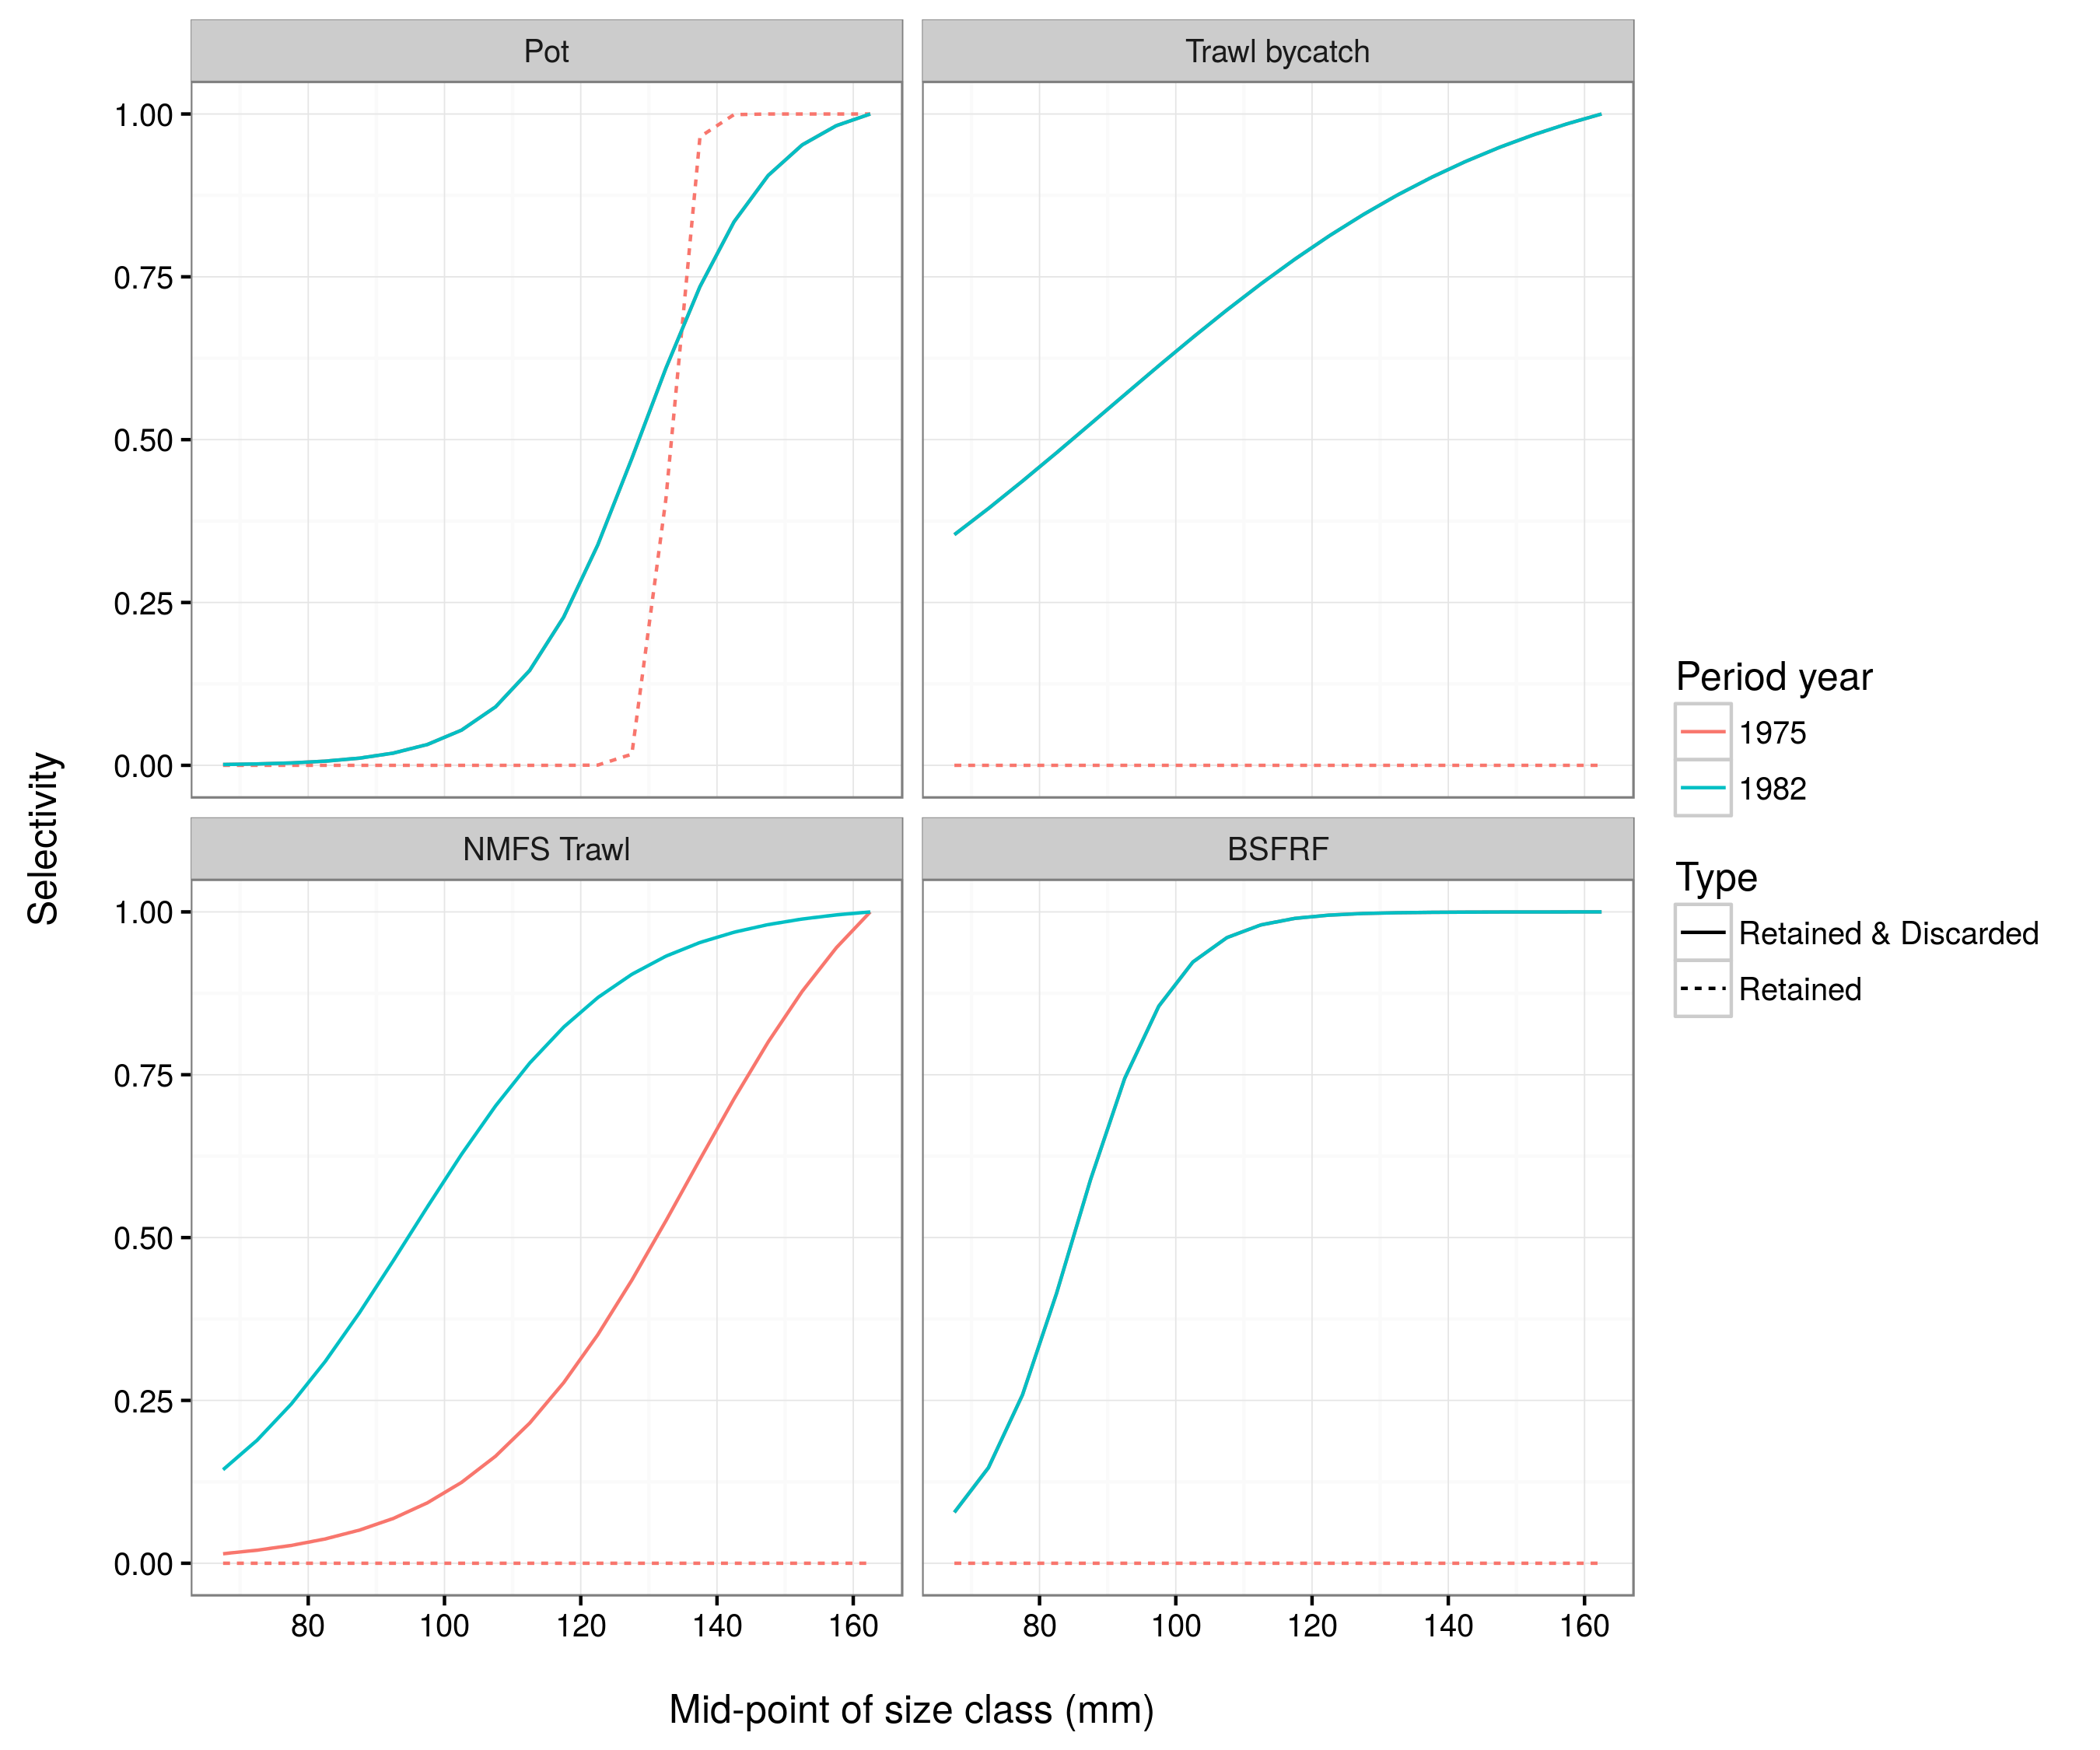 Pot
Trawl bycatch
1.00
0.75
0.50
0.25
0.00
NMFS Trawl
BSFRF
1.00
0.75
0.50
0.25
0.00
80 100 120 140 160
80 100 120 140 160
Selectivity
Mid-point of size class (mm)
Period year
1975
1982
Type
Retained & Discarded
Retained